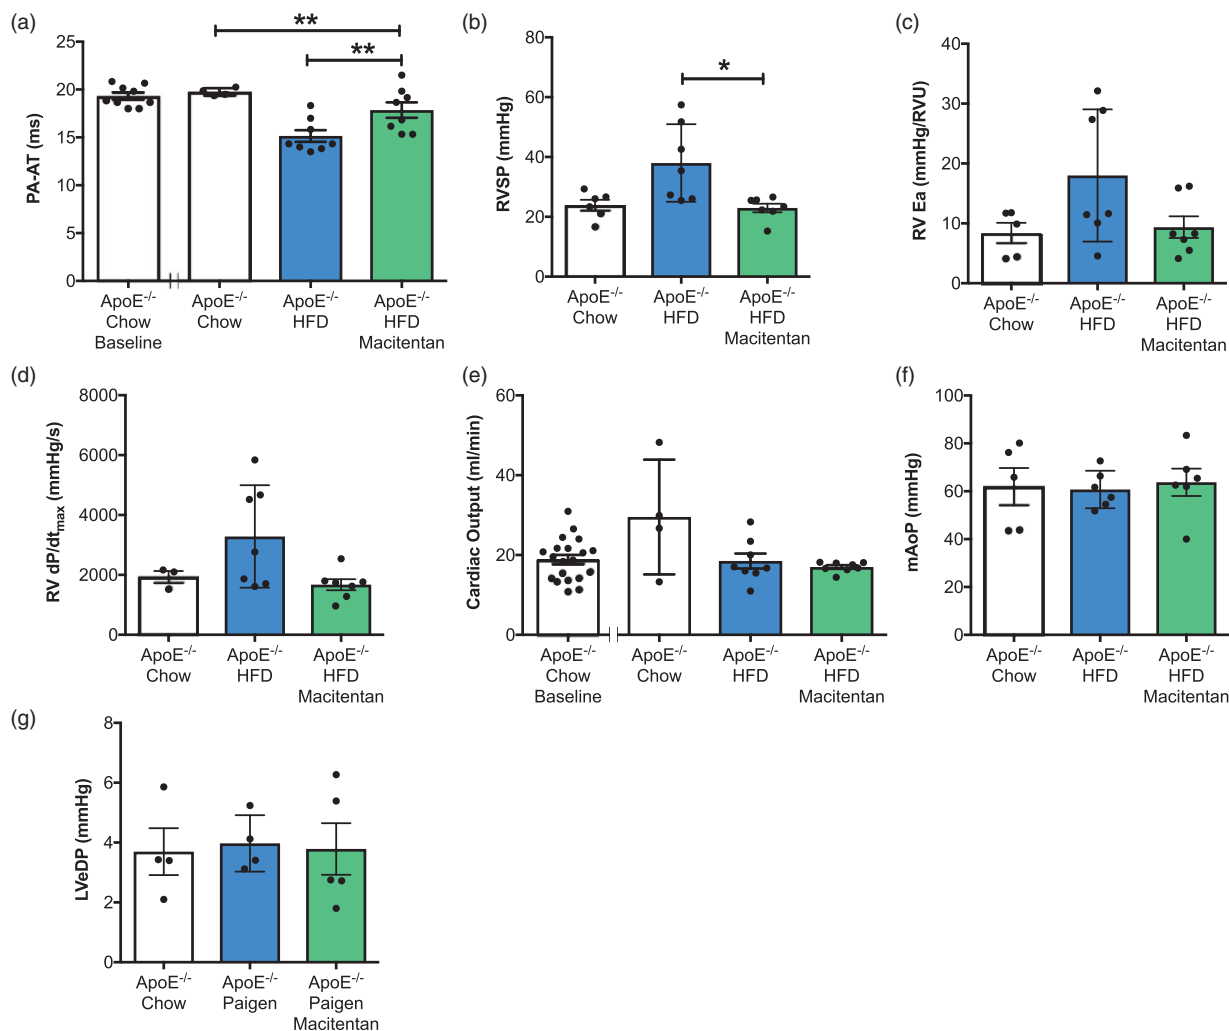 (a)
PA-AT (ms)
25
20
15
10
5
0
**
**
ApoE-/- Chow Baseline
ApoE-/- Chow
ApoE-/- HFD
ApoE-/- HFD Macitentan
(b)
RVSP (mmHg)
80
60
40
20
0
*
ApoE-/- Chow
ApoE-/- HFD
ApoE-/- HFD Macitentan
(c)
RV Ea (mmHg/RVU)
40
30
20
10
0
ApoE-/- Chow
ApoE-/- HFD
ApoE-/- HFD Macitentan
(d)
RV dP/dtmax (mmHg/s)
8000
6000
4000
2000
0
ApoE-/- Chow
ApoE-/- HFD
ApoE-/- HFD Macitentan
(e)
Cardiac Output (ml/min)
60
40
20
0
ApoE-/- Chow Baseline
ApoE-/- Chow
ApoE-/- HFD
ApoE-/- HFD Macitentan
(f)
mAoP (mmHg)
100
80
60
40
20
0
ApoE-/- Chow
ApoE-/- HFD
ApoE-/- HFD Macitentan
(g)
LVeDP (mmHg)
8
6
4
2
0
ApoE-/- Chow
ApoE-/- Paigen
ApoE-/- Paigen Macitentan